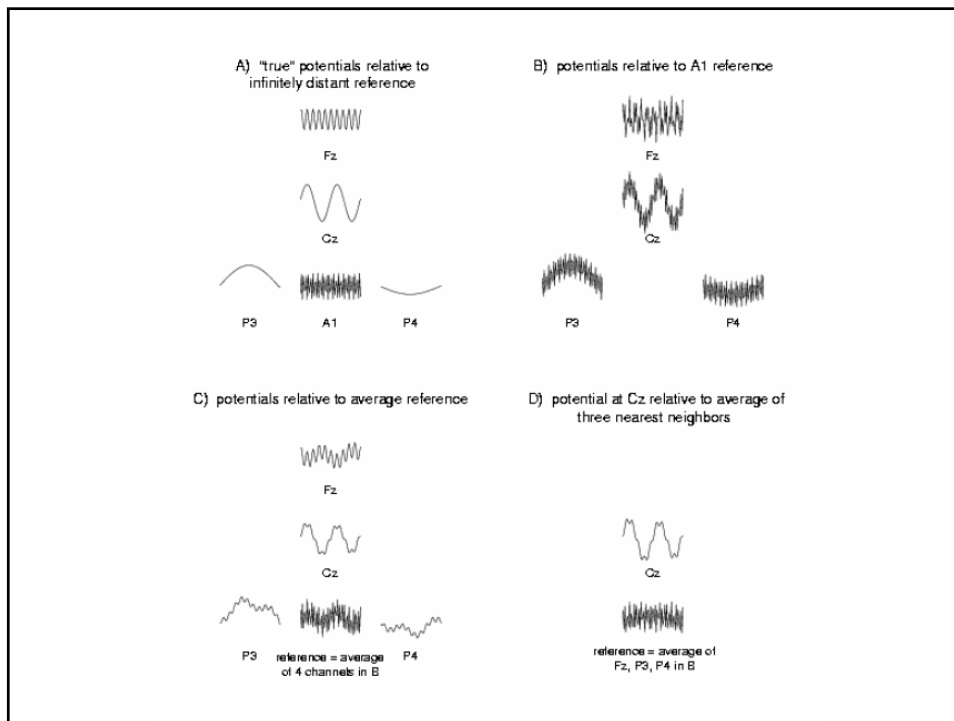 A) "true" potentials relative to
infinitely distant reference
Fz
Cz
P3
A1
P4
B) potentials relative to A1 reference
Fz
Cz
P3
P4
C) potentials relative to average reference
Fz
Cz
P3
reference = average
of 4 channels in B
P4
D) potential at Cz relative to average of
three nearest neighbors
Cz
reference = average of
Fz, P3, P4 in B